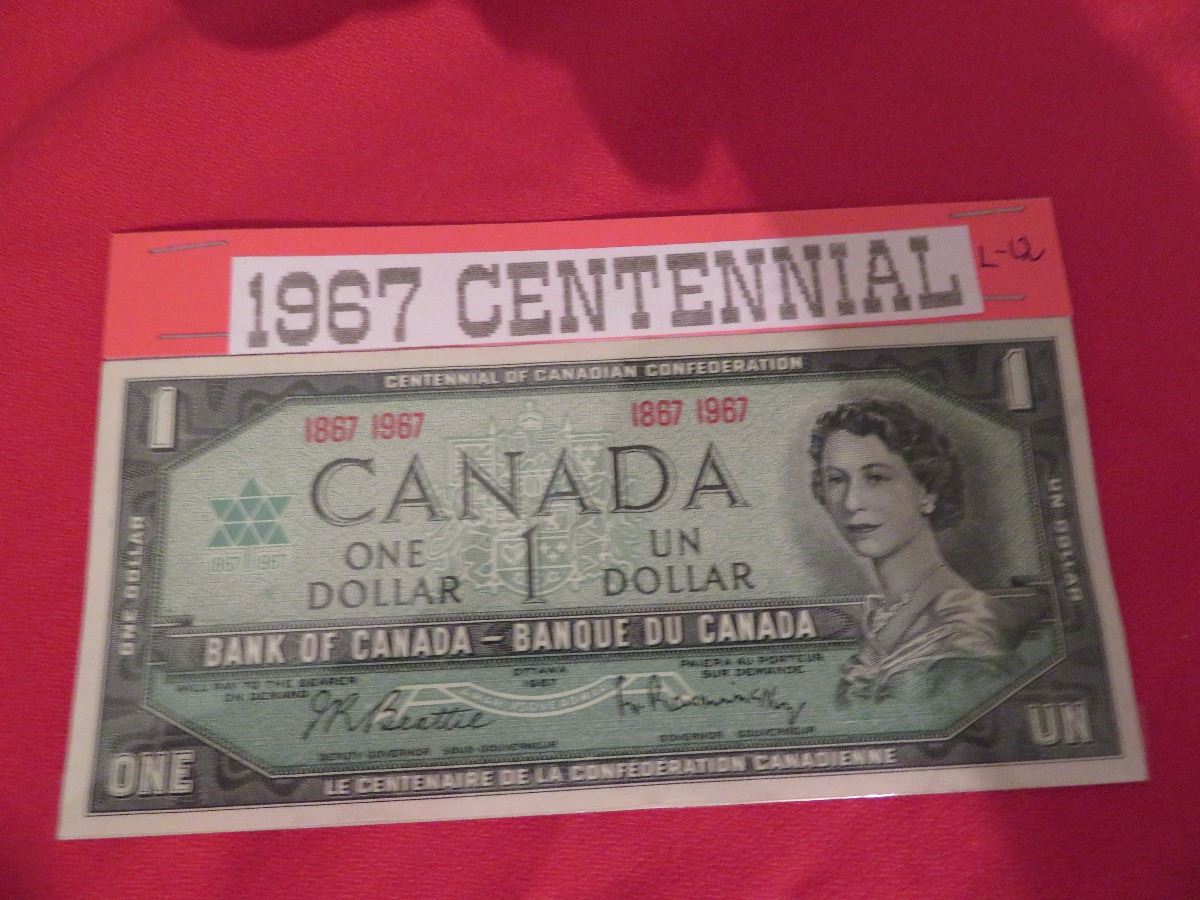 1967 CENTENNIAL
L-12
CENTENNIAL OF CANADIAN CONFEDERATION
1 1
1867 1967 1867 1967
CANADA
1867 1967
ONE DOLLAR 1 UN DOLLAR
ONE DOLLAR
UN DOLLAR
BANK OF CANADA – BANQUE DU CANADA
WILL PAY TO THE BEARER ON DEMAND
OTTAWA 1967
PAIERA AU PORTEUR SUR DEMANDE
J R Beattie
DEPUTY-GOVERNOR SOUS-GOUVERNEUR
GOVERNOR GOUVERNEUR
ONE UN
LE CENTENAIRE DE LA CONFÉDÉRATION CANADIENNE